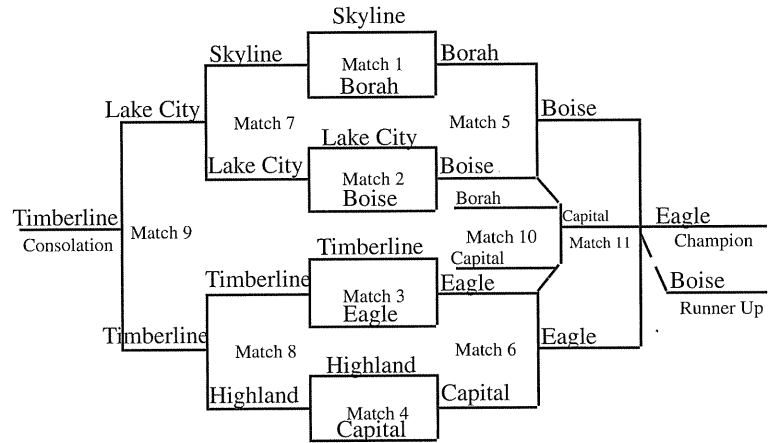 Skyline
Skyline
Match 1
Borah
Borah
Lake City
Match 7
Match 5
Boise
Lake City
Lake City
Match 2
Boise
Boise
Borah
Timberline
Consolation
Match 9
Match 10
Capital
Match 11
Eagle
Champion
Timberline
Capital
Timberline
Match 3
Eagle
Eagle
Boise
Runner Up
Timberline
Match 8
Match 6
Eagle
Highland
Highland
Match 4
Capital
Capital